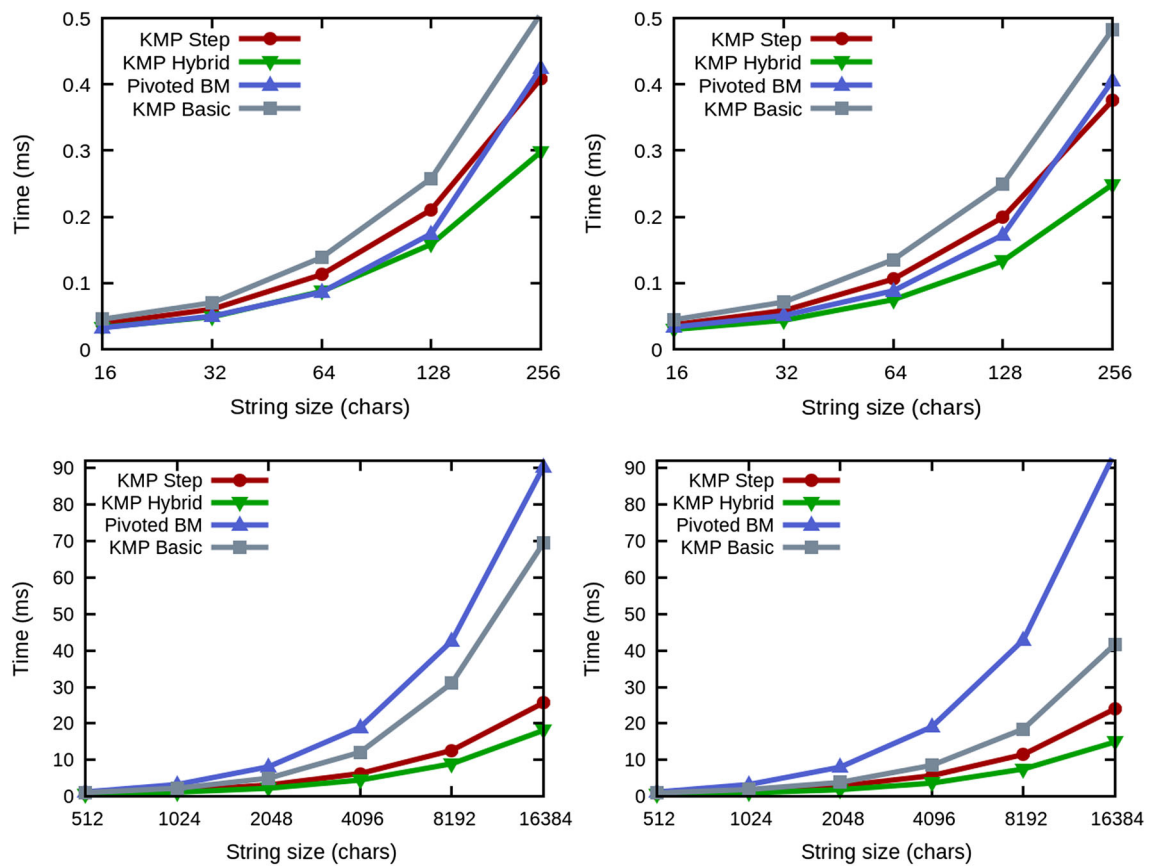 0.5
0.4
0.3
0.2
0.1
0
Time (ms)
KMP Step
KMP Hybrid
Pivoted BM
KMP Basic
16 32 64 128 256
String size (chars)
0.5
0.4
0.3
0.2
0.1
0
Time (ms)
KMP Step
KMP Hybrid
Pivoted BM
KMP Basic
16 32 64 128 256
String size (chars)
90
80
70
60
50
40
30
20
10
0
Time (ms)
KMP Step
KMP Hybrid
Pivoted BM
KMP Basic
512 1024 2048 4096 8192 16384
String size (chars)
90
80
70
60
50
40
30
20
10
0
Time (ms)
KMP Step
KMP Hybrid
Pivoted BM
KMP Basic
512 1024 2048 4096 8192 16384
String size (chars)